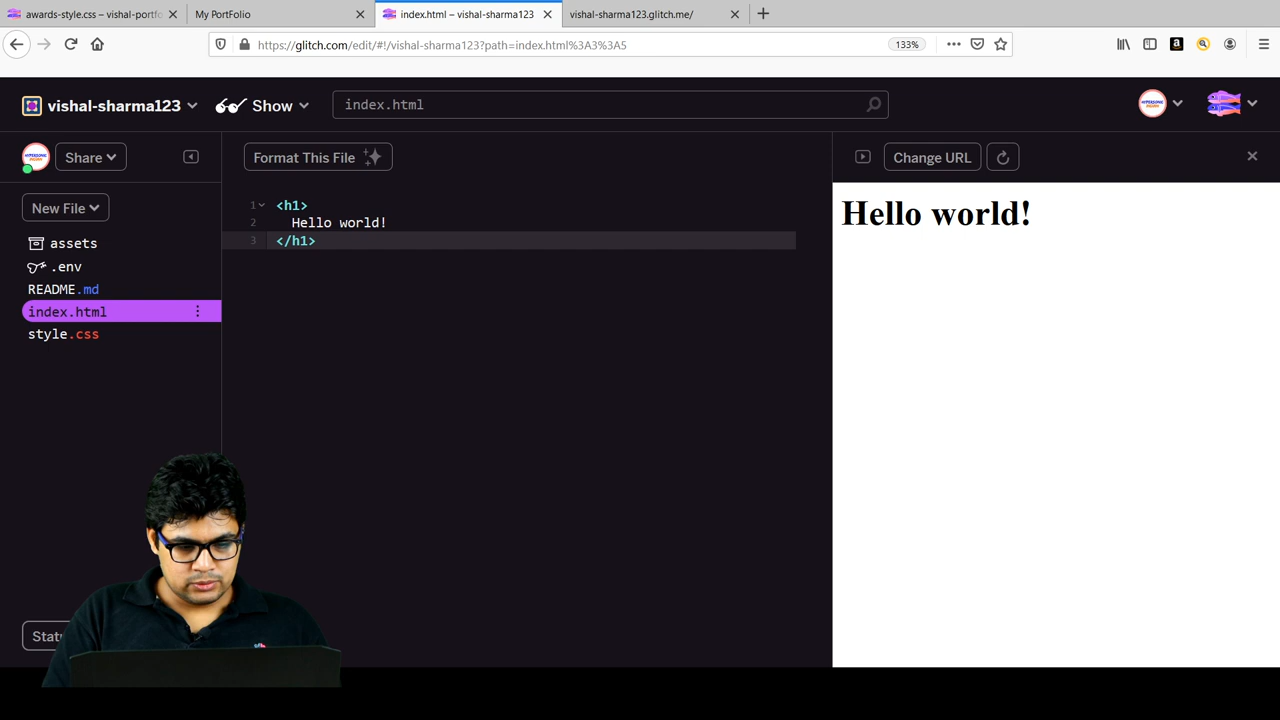 awards-style.css – vishal-portfo
My PortFolio
index.html – vishal-sharma123
vishal-sharma123.glitch.me/
https://glitch.com/edit/#!/vishal-sharma123?path=index.html%3A3%3A5
133%
vishal-sharma123
Show
index.html
Share
Format This File
Change URL
New File
assets
.env
README.md
index.html
style.css
1 <h1>
2 Hello world!
3 </h1>
Hello world!